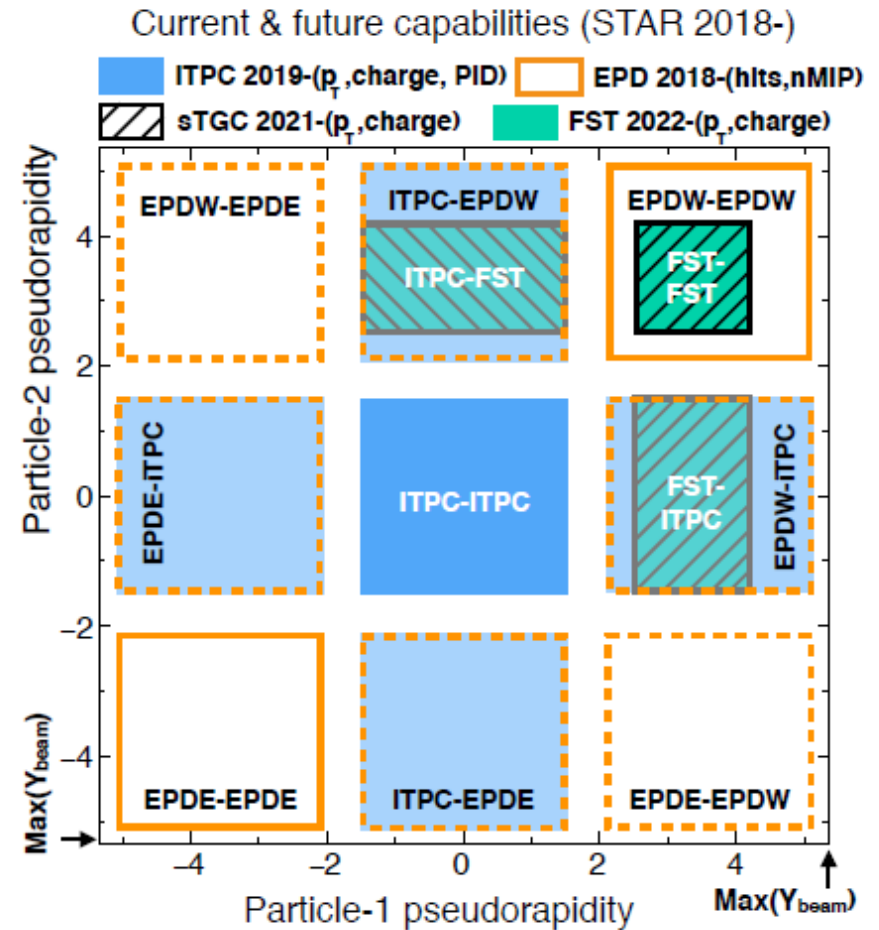 Current & future capabilities (STAR 2018-)
ITPC 2019-(pT,charge, PID)
EPD 2018-(hIts,nMIP)
sTGC 2021-(pT,charge)
FST 2022-(pT,charge)
Particle-2 pseudorapidity
Max(Ybeam)
4
2
0
−2
−4
EPDW-EPDE
ITPC-EPDW
ITPC-FST
EPDW-EPDW
FST-
FST
EPDE-iTPC
ITPC-ITPC
FST-
ITPC
EPDW-iTPC
EPDE-EPDE
ITPC-EPDE
EPDE-EPDW
−4
−2
0
2
4
Particle-1 pseudorapidity
Max(Ybeam)